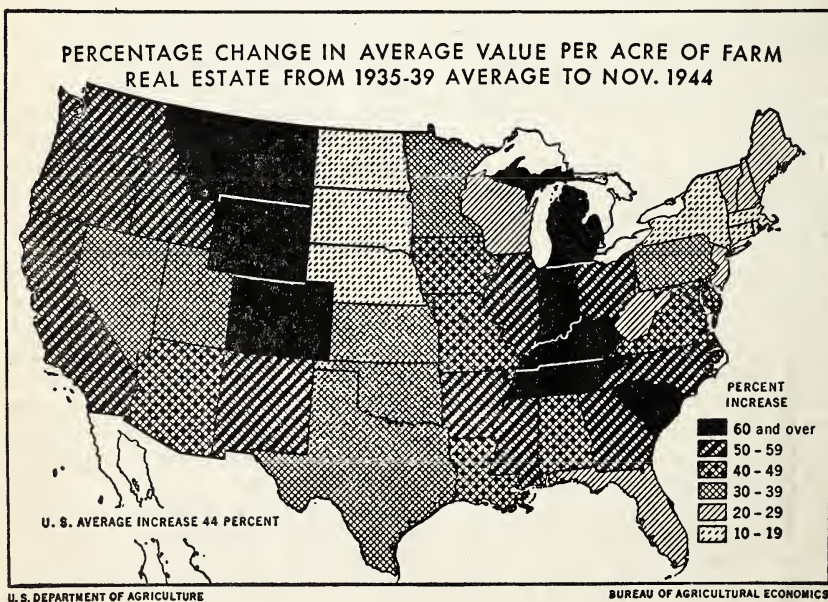 PERCENTAGE CHANGE IN AVERAGE VALUE PER ACRE OF FARM
REAL ESTATE FROM 1935-39 AVERAGE TO NOV. 1944
PERCENT
INCREASE
60 and over
50 - 59
40 - 49
30 - 39
20 - 29
10 - 19
U. S. AVERAGE INCREASE 44 PERCENT
U. S. DEPARTMENT OF AGRICULTURE
BUREAU OF AGRICULTURAL ECONOMICS